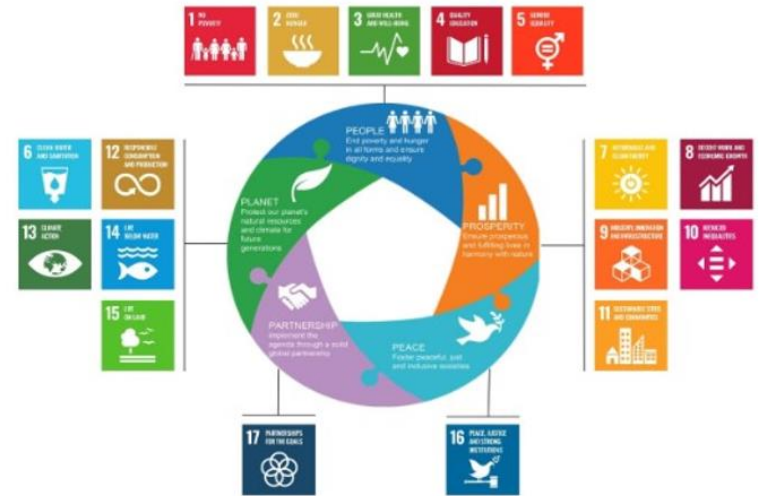 1 NO
POVERTY
2 ZERO
HUNGER
3 GOOD HEALTH
AND WELL-BEING
4 QUALITY
EDUCATION
5 GENDER
EQUALITY
PEOPLE
End poverty and hunger
in all forms and ensure
dignity and equality
6 CLEAN WATER
AND SANITATION
12 RESPONSIBLE
CONSUMPTION
AND PRODUCTION
13 CLIMATE
ACTION
14 LIFE
BELOW WATER
15 LIFE
ON LAND
PLANET
Protect our planet's
natural resources
and climate for
future
generations
PROSPERITY
Ensure prosperous
and fulfilling lives in
harmony with nature
7 AFFORDABLE AND
CLEAN ENERGY
8 DECENT WORK AND
ECONOMIC GROWTH
9 INDUSTRY, INNOVATION
AND INFRASTRUCTURE
10 REDUCED
INEQUALITIES
11 SUSTAINABLE CITIES
AND COMMUNITIES
PARTNERSHIP
Implement the
agenda through a solid
global partnership
PEACE
Foster peaceful, just
and inclusive societies
17 PARTNERSHIPS
FOR THE GOALS
16 PEACE, JUSTICE
AND STRONG
INSTITUTIONS